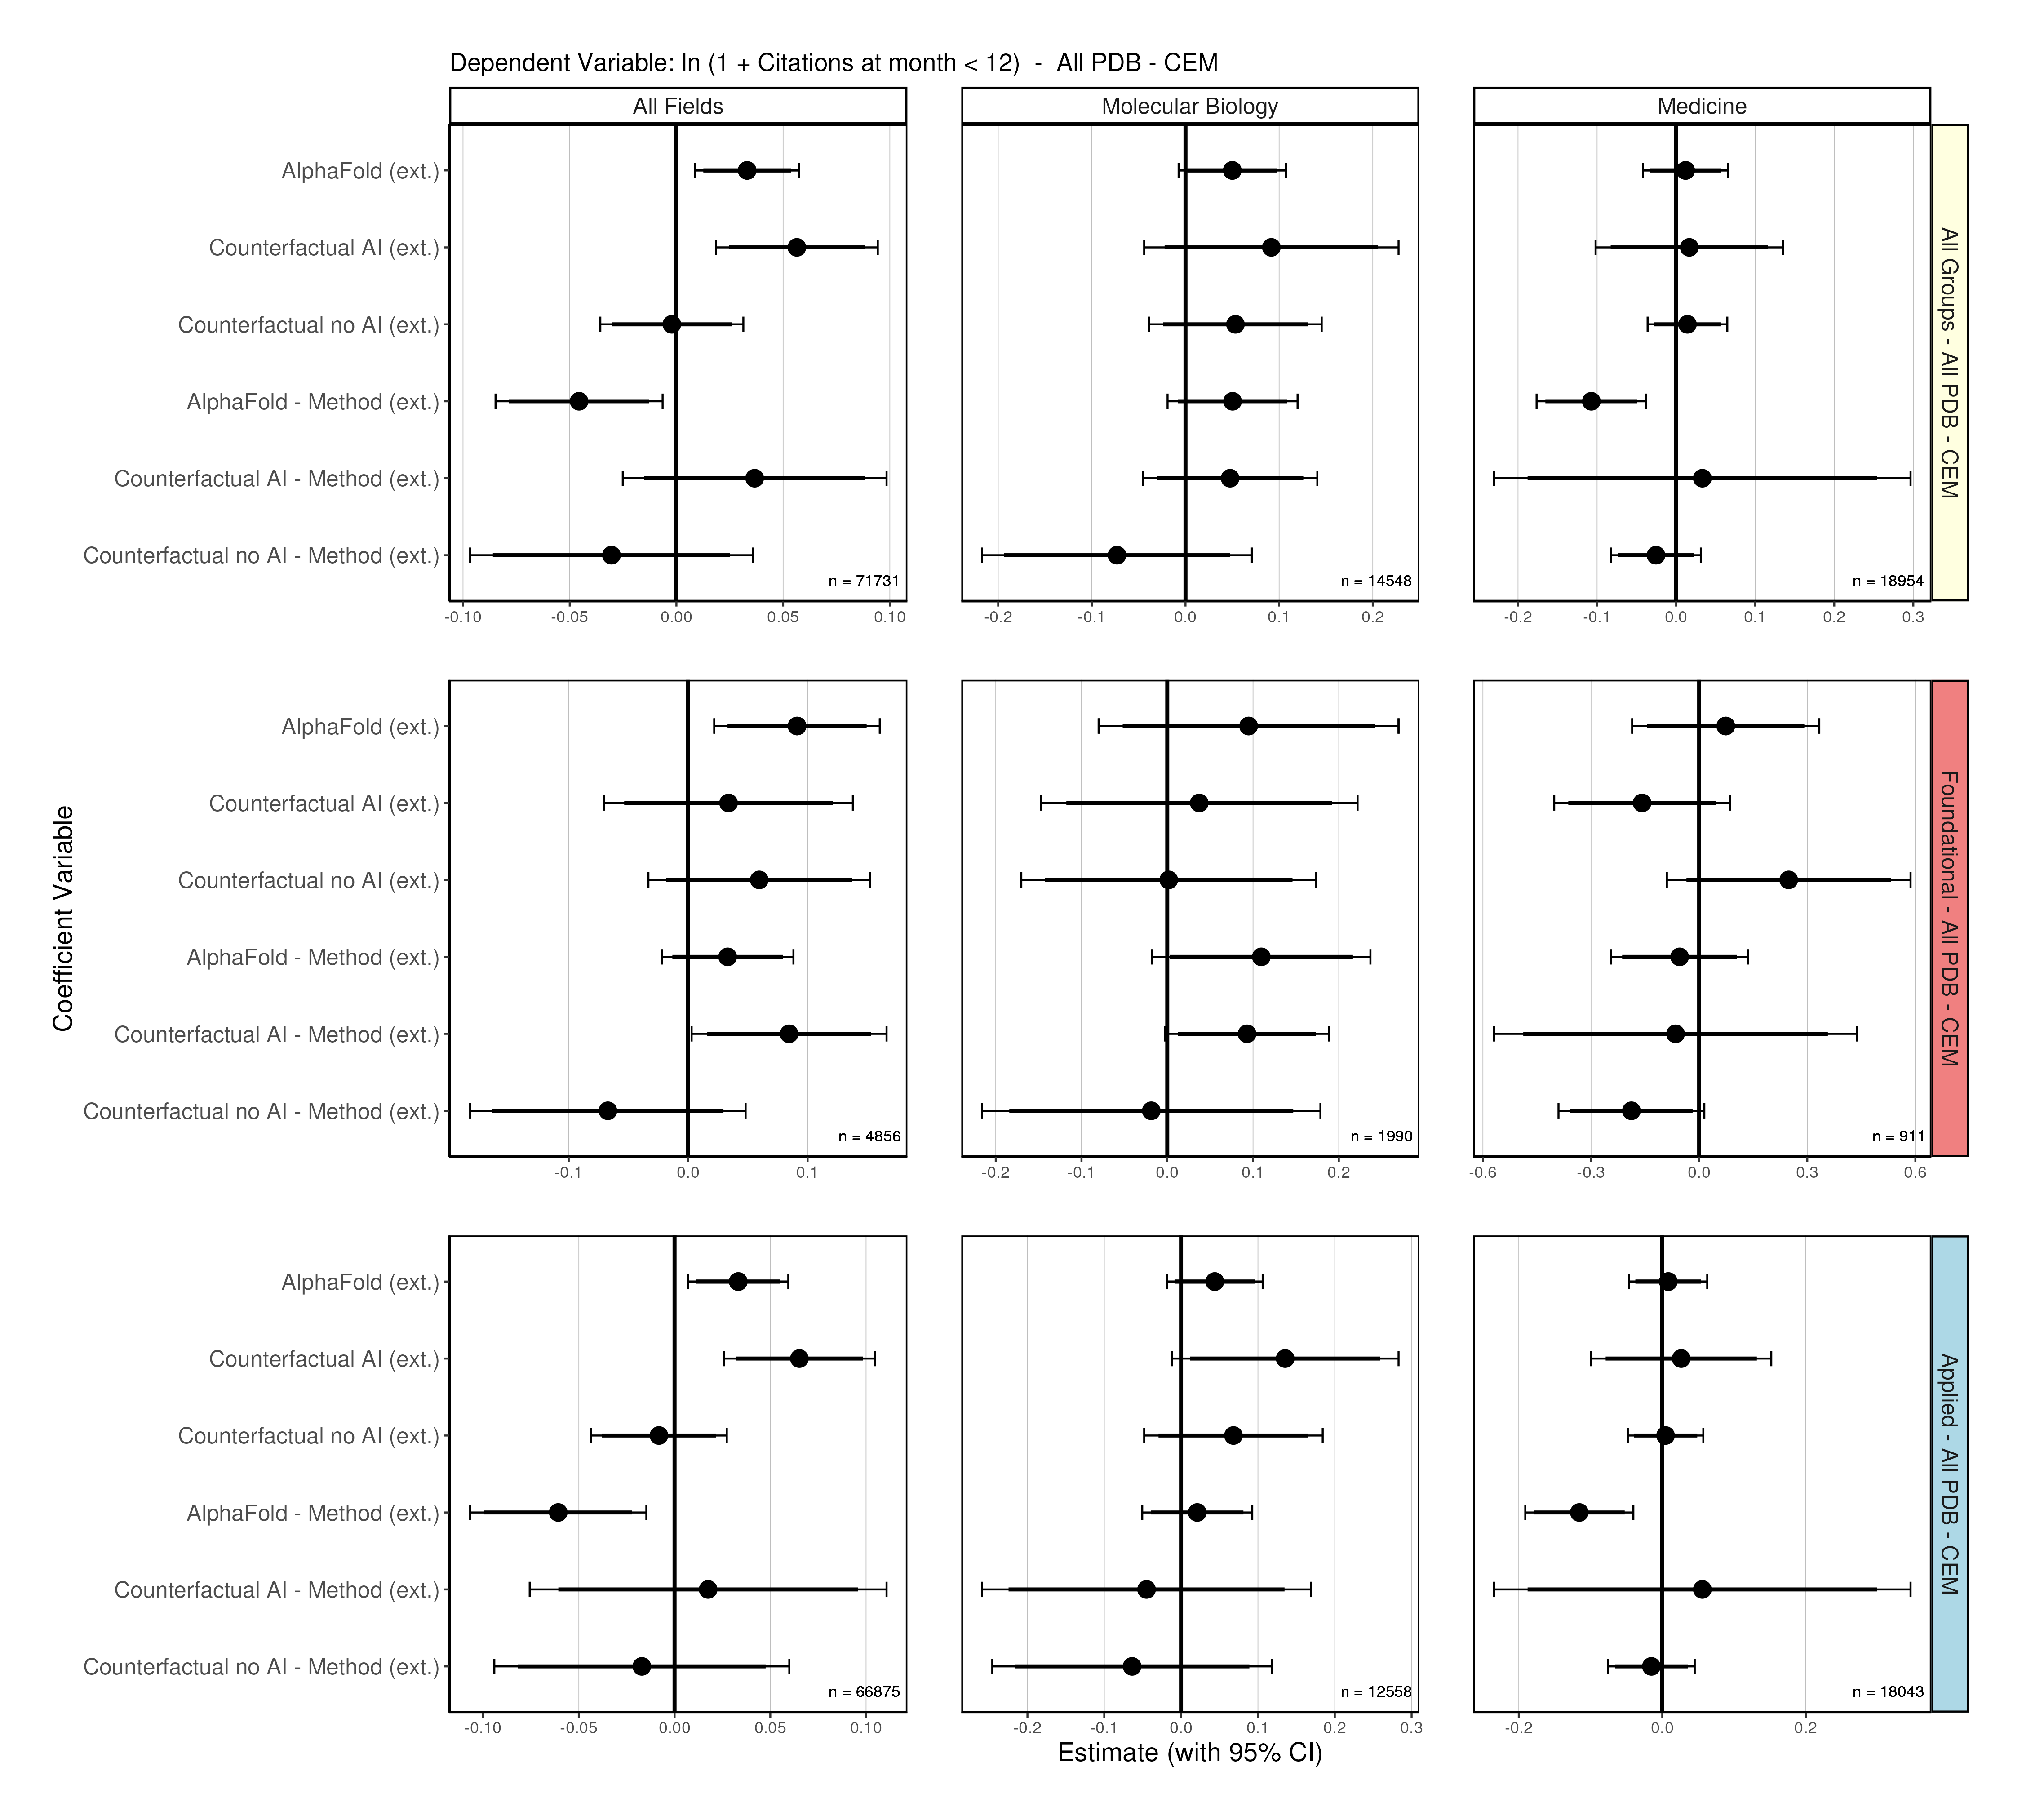 Dependent Variable: ln (1 + Citations at month < 12)  -  All PDB - CEM
All Fields
Molecular Biology
Medicine
AlphaFold (ext.)
Counterfactual AI (ext.)
Counterfactual no AI (ext.)
AlphaFold - Method (ext.)
Counterfactual AI - Method (ext.)
Counterfactual no AI - Method (ext.)
n = 71731
n = 14548
n = 18954
All Groups - All PDB - CEM
-0.10 -0.05 0.00 0.05 0.10
-0.2 -0.1 0.0 0.1 0.2
-0.2 -0.1 0.0 0.1 0.2 0.3
Coefficient Variable
AlphaFold (ext.)
Counterfactual AI (ext.)
Counterfactual no AI (ext.)
AlphaFold - Method (ext.)
Counterfactual AI - Method (ext.)
Counterfactual no AI - Method (ext.)
n = 4856
n = 1990
n = 911
Foundational - All PDB - CEM
-0.1 0.0 0.1
-0.2 -0.1 0.0 0.1 0.2
-0.6 -0.3 0.0 0.3 0.6
AlphaFold (ext.)
Counterfactual AI (ext.)
Counterfactual no AI (ext.)
AlphaFold - Method (ext.)
Counterfactual AI - Method (ext.)
Counterfactual no AI - Method (ext.)
n = 66875
n = 12558
n = 18043
Applied - All PDB - CEM
-0.10 -0.05 0.00 0.05 0.10
-0.2 -0.1 0.0 0.1 0.2 0.3
-0.2 0.0 0.2
Estimate (with 95% CI)